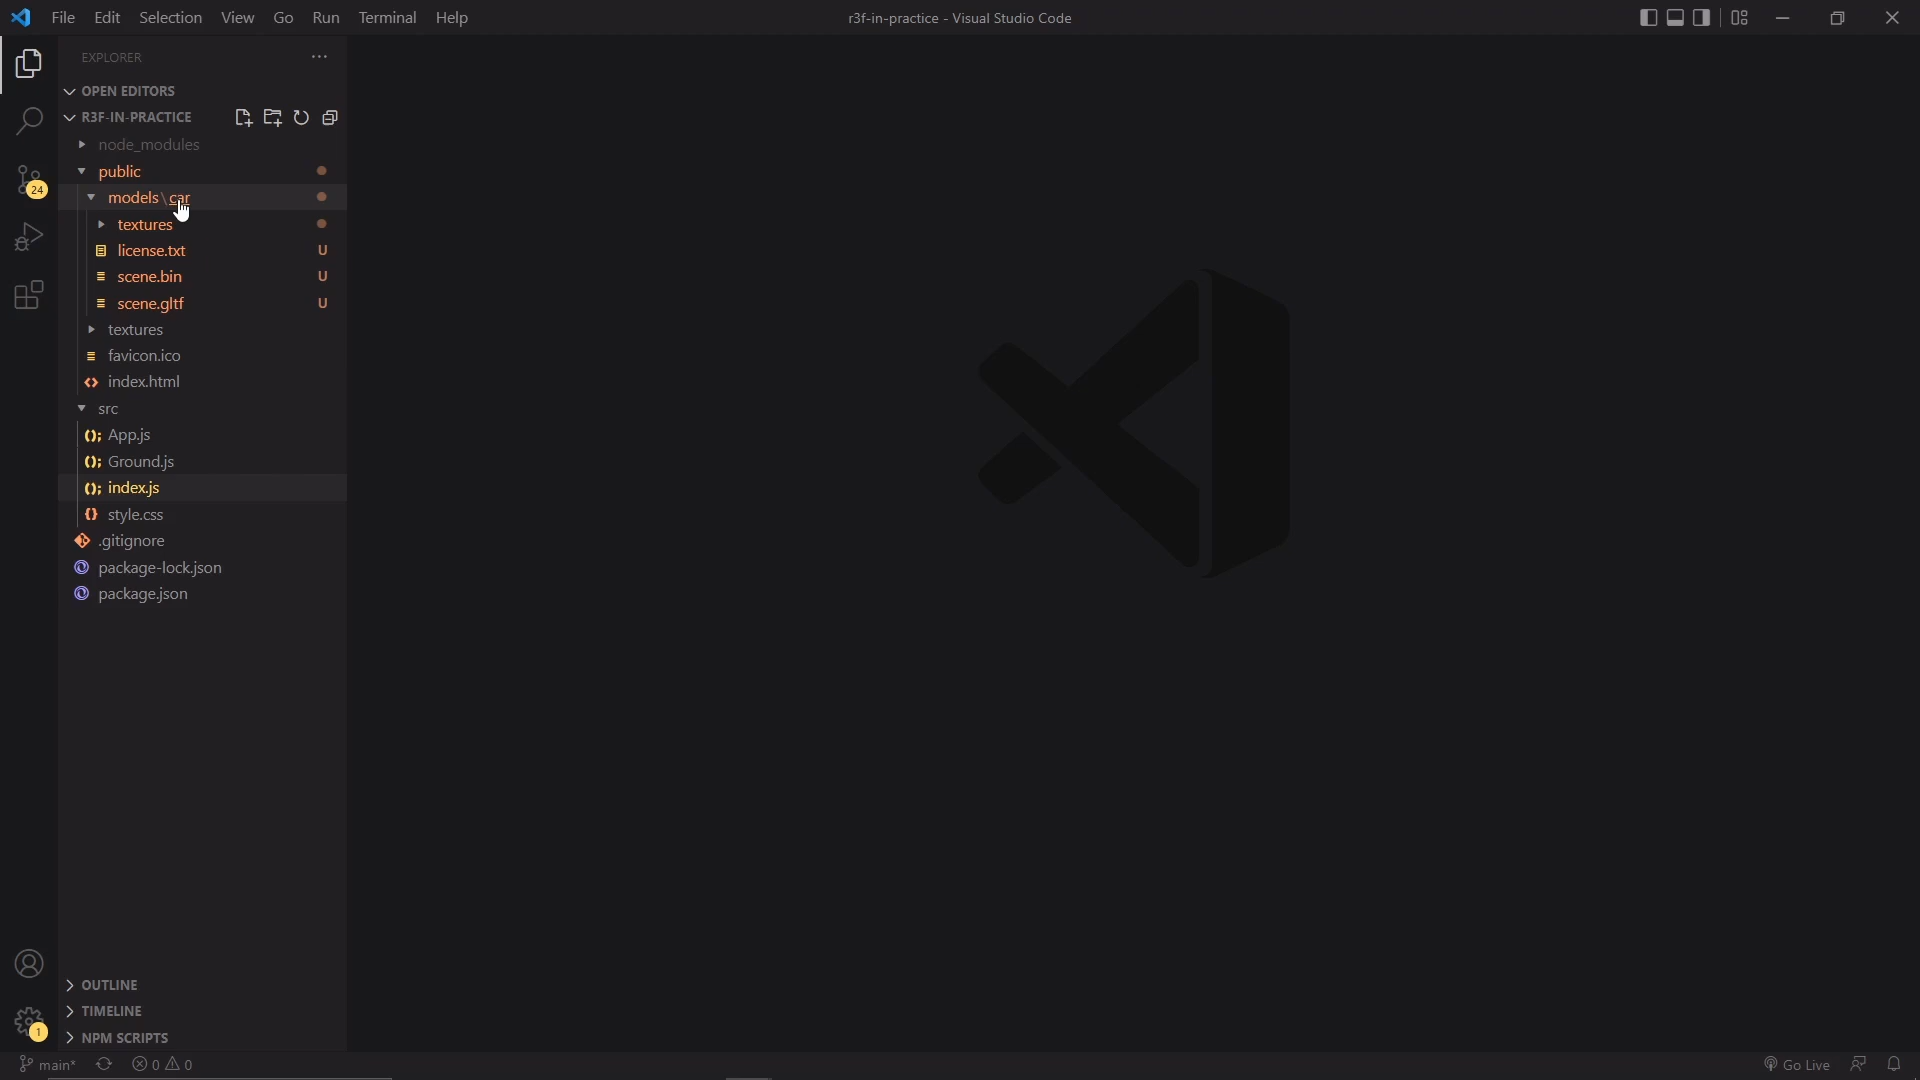 File Edit Selection View Go Run Terminal Help
r3f-in-practice - Visual Studio Code
EXPLORER
OPEN EDITORS
R3F-IN-PRACTICE
node_modules
public
models\car
textures
license.txt U
scene.bin U
scene.gltf U
textures
favicon.ico
index.html
src
App.js
Ground.js
index.js
style.css
.gitignore
package-lock.json
package.json
24
1
OUTLINE
TIMELINE
NPM SCRIPTS
main* 0 0 Go Live